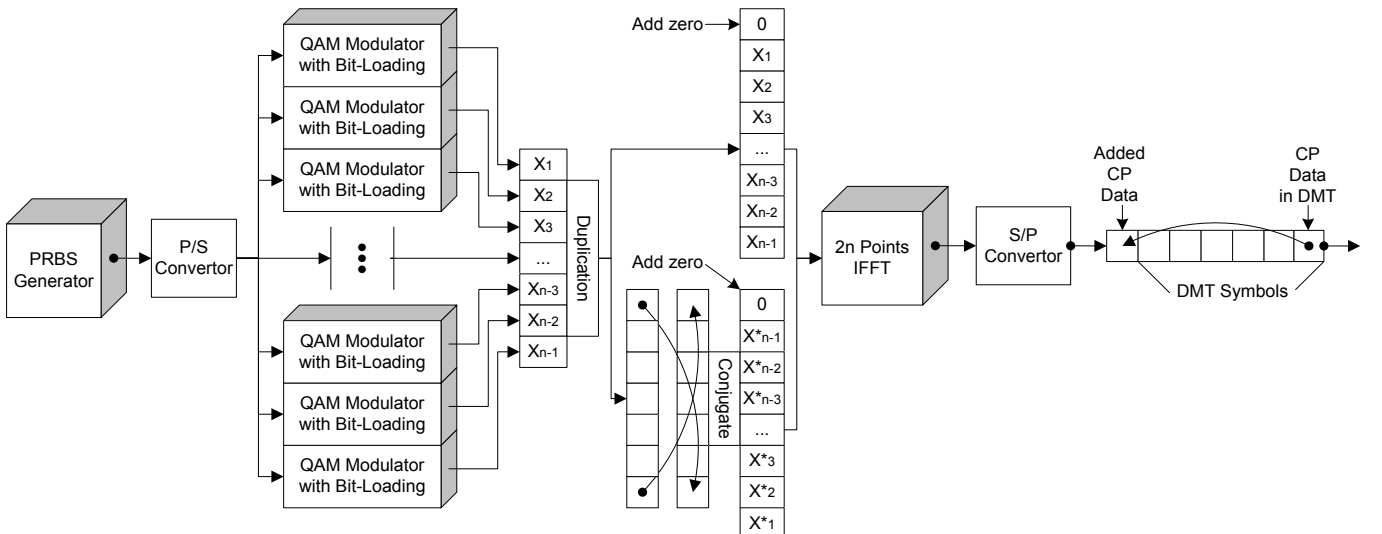 PRBS
Generator
P/S
Convertor
QAM Modulator
with Bit-Loading
QAM Modulator
with Bit-Loading
QAM Modulator
with Bit-Loading
QAM Modulator
with Bit-Loading
QAM Modulator
with Bit-Loading
QAM Modulator
with Bit-Loading
X1
X2
X3
...
Xn-3
Xn-2
Xn-1
Duplication
Add zero
0
X1
X2
X3
...
Xn-3
Xn-2
Xn-1
Add zero
Conjugate
0
X*n-1
X*n-2
X*n-3
...
X*3
X*2
X*1
2n Points
IFFT
S/P
Convertor
Added
CP
Data
CP
Data
in DMT
DMT Symbols